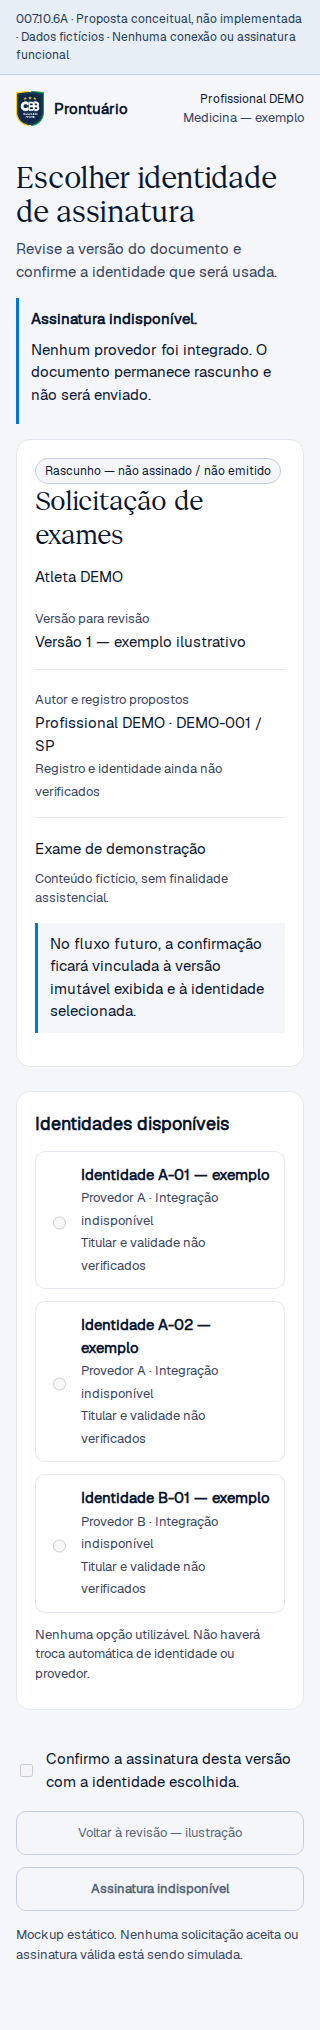 007.10.6A · Proposta conceitual, não implementada
· Dados fictícios · Nenhuma conexão ou assinatura
funcional
CBB
Prontuário
Profissional DEMO
Medicina — exemplo
Escolher identidade
de assinatura
Revise a versão do documento e
confirme a identidade que será usada.
Assinatura indisponível.
Nenhum provedor foi integrado. O
documento permanece rascunho e
não será enviado.
Rascunho — não assinado / não emitido
Solicitação de
exames
Atleta DEMO
Versão para revisão
Versão 1 — exemplo ilustrativo
Autor e registro propostos
Profissional DEMO · DEMO-001 /
SP
Registro e identidade ainda não
verificados
Exame de demonstração
Conteúdo fictício, sem finalidade
assistencial.
No fluxo futuro, a confirmação
ficará vinculada à versão
imutável exibida e à identidade
selecionada.
Identidades disponíveis
Identidade A-01 — exemplo
Provedor A · Integração
indisponível
Titular e validade não
verificados
Identidade A-02 —
exemplo
Provedor A · Integração
indisponível
Titular e validade não
verificados
Identidade B-01 — exemplo
Provedor B · Integração
indisponível
Titular e validade não
verificados
Nenhuma opção utilizável. Não haverá
troca automática de identidade ou
provedor.
Confirmo a assinatura desta versão
com a identidade escolhida.
Voltar à revisão — ilustração
Assinatura indisponível
Mockup estático. Nenhuma solicitação aceita ou
assinatura válida está sendo simulada.